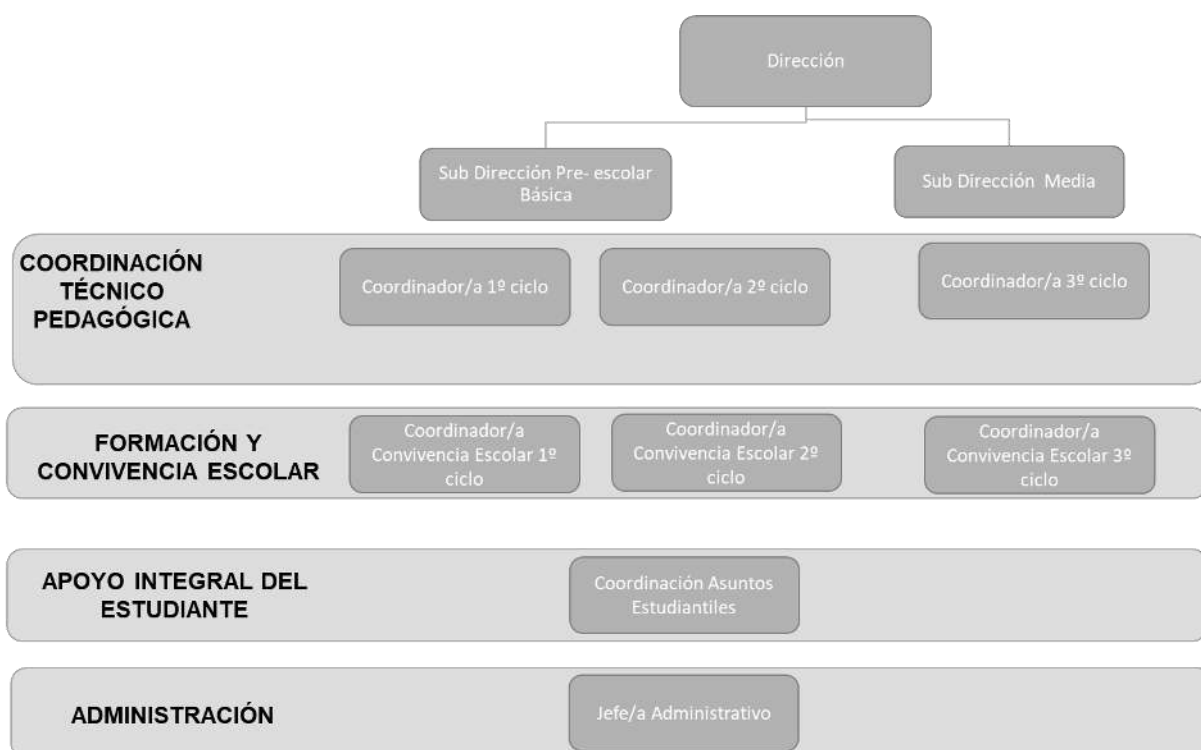 Dirección
Sub Dirección Pre- escolar
Básica
Sub Dirección Media
COORDINACIÓN
TÉCNICO
PEDAGÓGICA
Coordinador/a 1º ciclo
Coordinador/a 2º ciclo
Coordinador/a 3º ciclo
FORMACIÓN Y
CONVIVENCIA ESCOLAR
Coordinador/a
Convivencia Escolar 1º
ciclo
Coordinador/a
Convivencia Escolar 2º
ciclo
Coordinador/a
Convivencia Escolar 3º
ciclo
APOYO INTEGRAL DEL
ESTUDIANTE
Coordinación Asuntos
Estudiantiles
ADMINISTRACIÓN
Jefe/a Administrativo